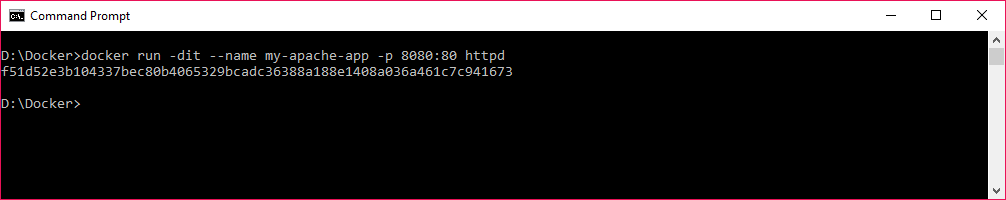 Command Prompt
D:\Docker>docker run -dit --name my-apache-app -p 8080:80 httpd
f51d52e3b104337bec80b4065329bcadc36388a188e1408a036a461c7c941673
D:\Docker>